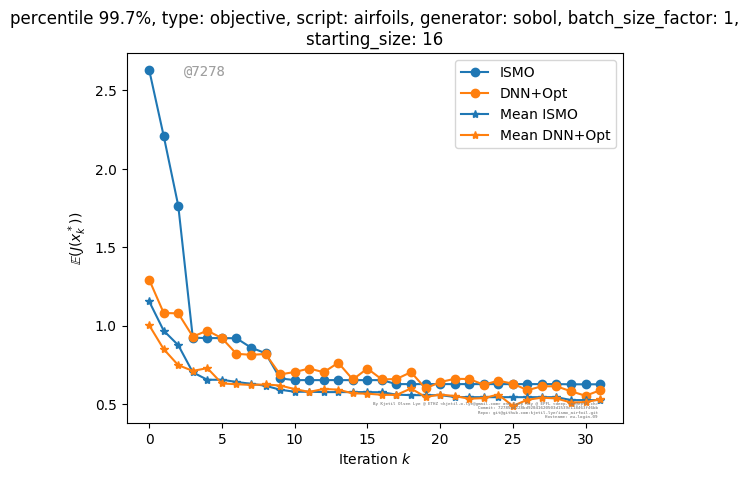 percentile 99.7%, type: objective, script: airfoils, generator: sobol, batch_size_factor: 1,
starting_size: 16
@7278
ISMO
DNN+Opt
Mean ISMO
Mean DNN+Opt
2.5
2.0
1.5
1.0
0.5
𝔼(J(x*ₖ))
0
5
10
15
20
25
30
Iteration k